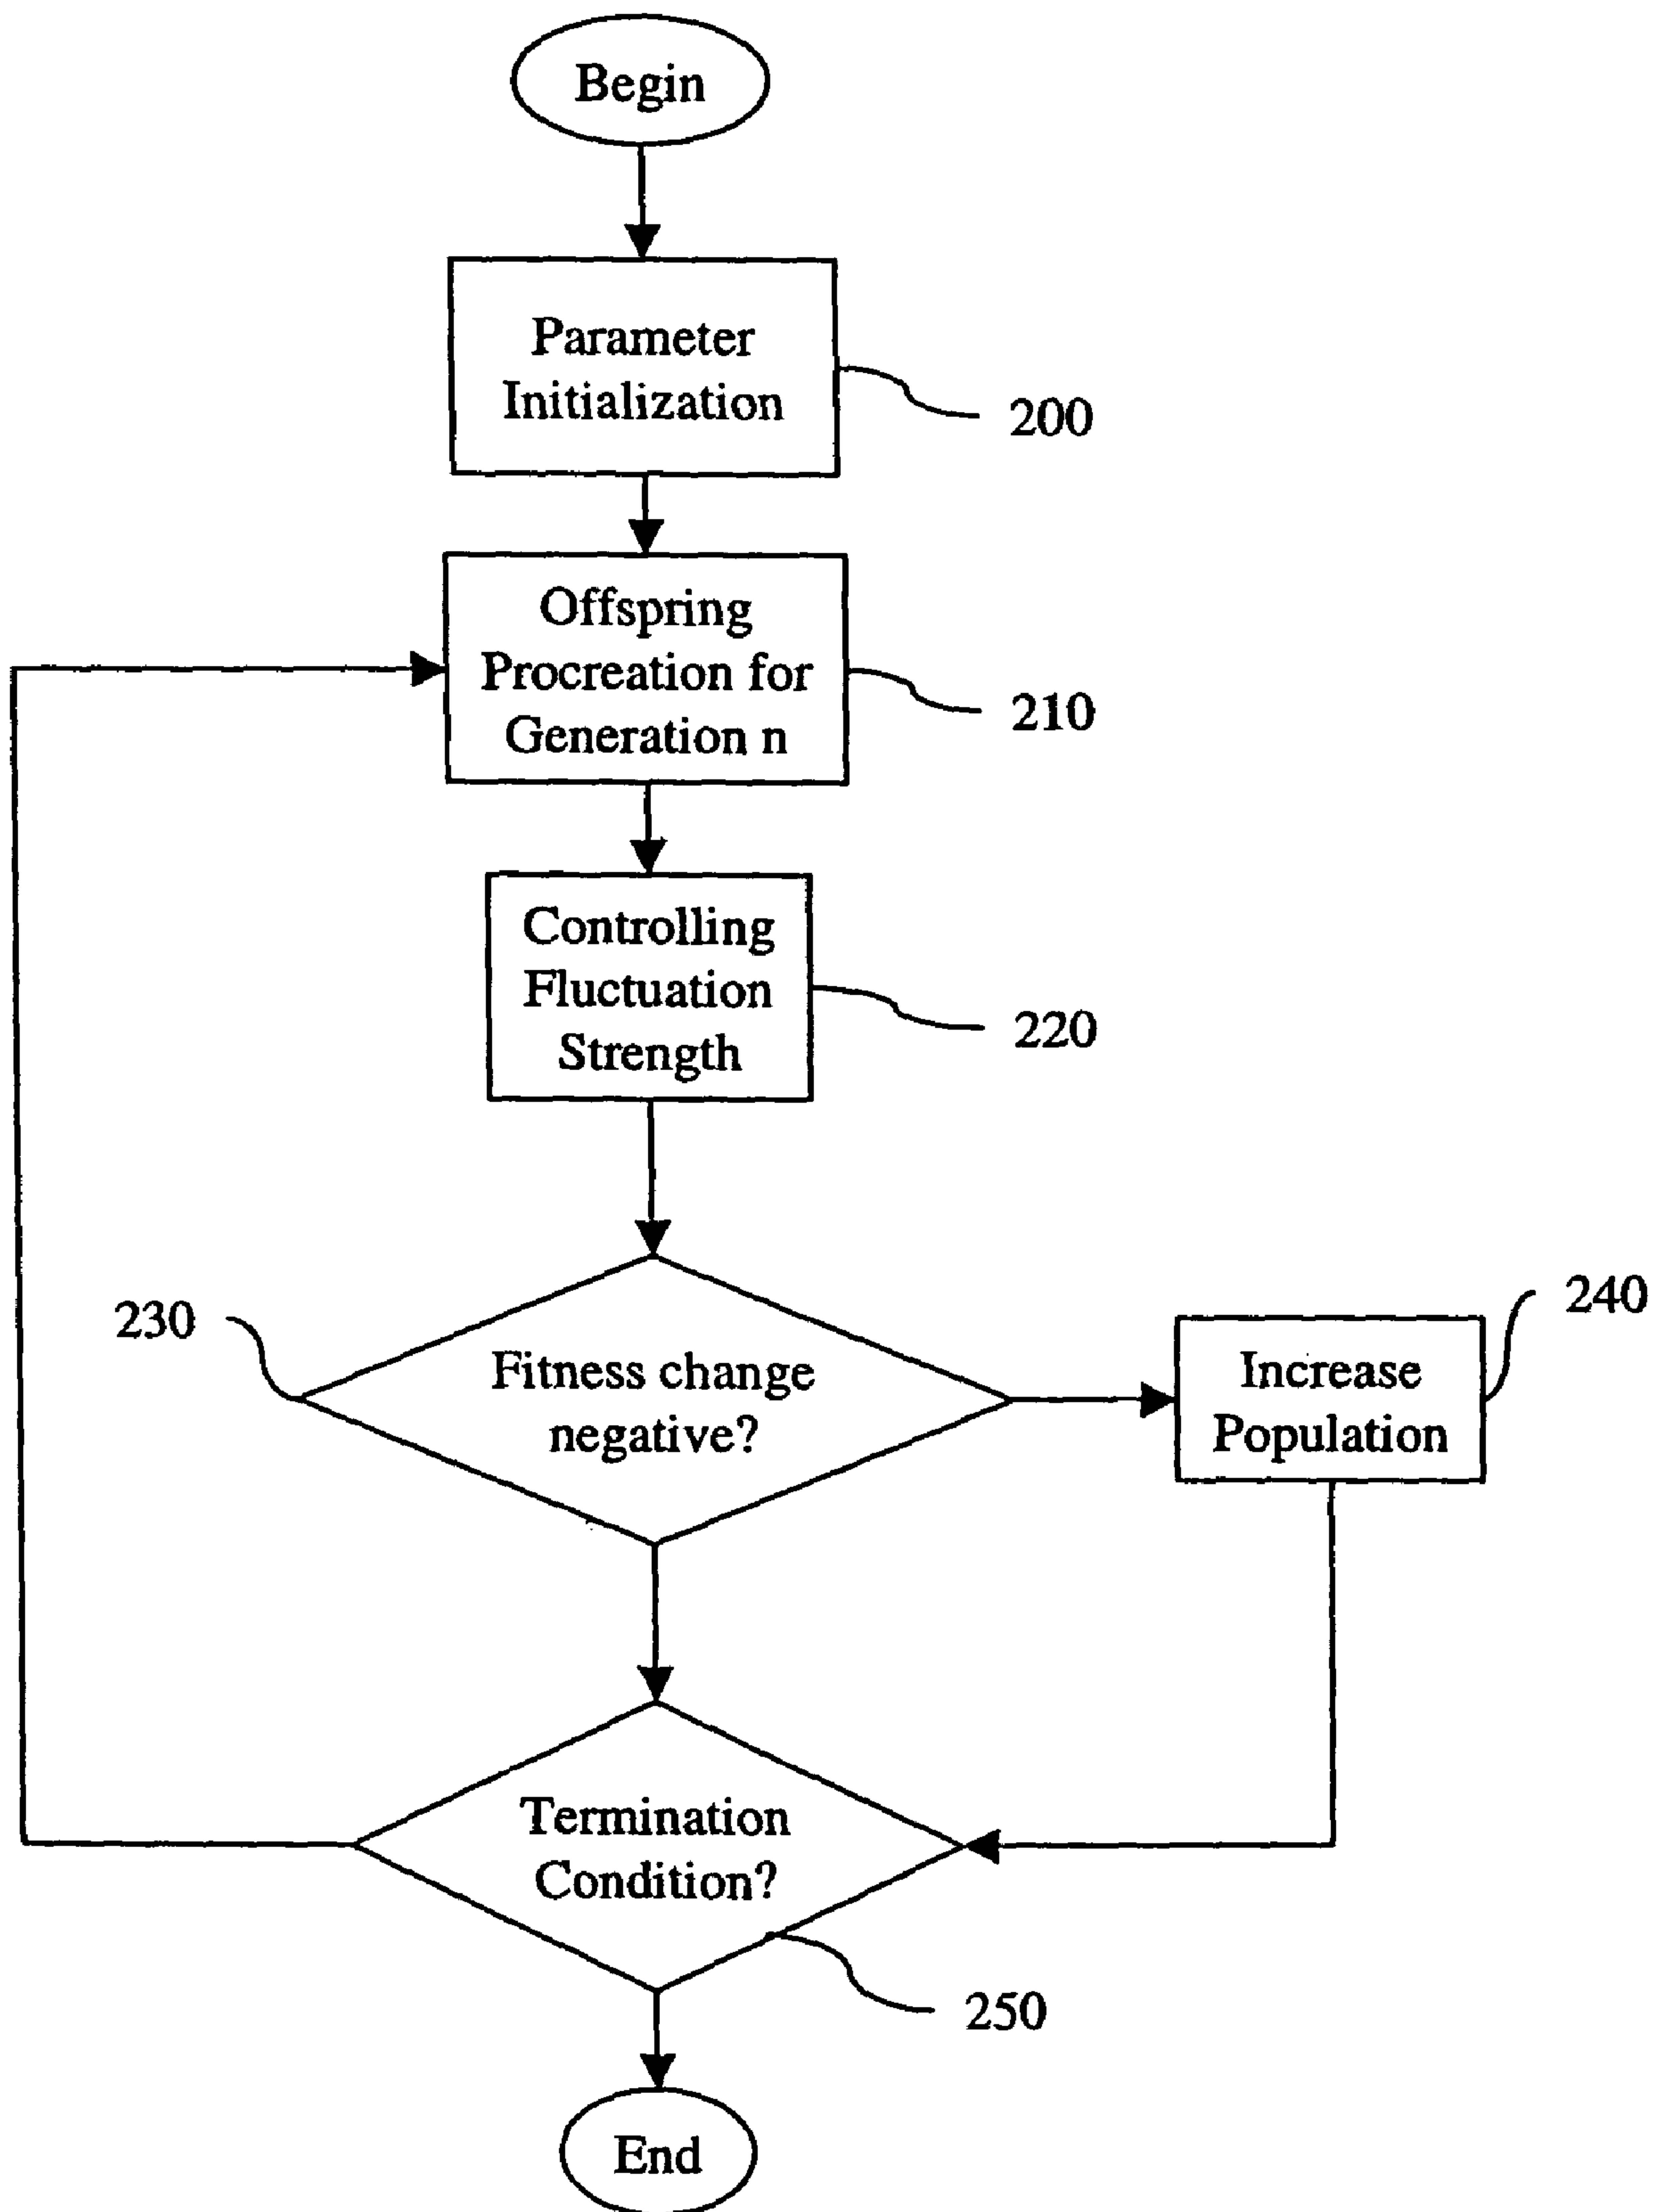 Begin
Parameter
Initialization
200
Offspring
Procreation for
Generation n
210
Controlling
Fluctuation
Strength
220
230
Fitness change
negative?
240
Increase
Population
Termination
Condition?
250
End